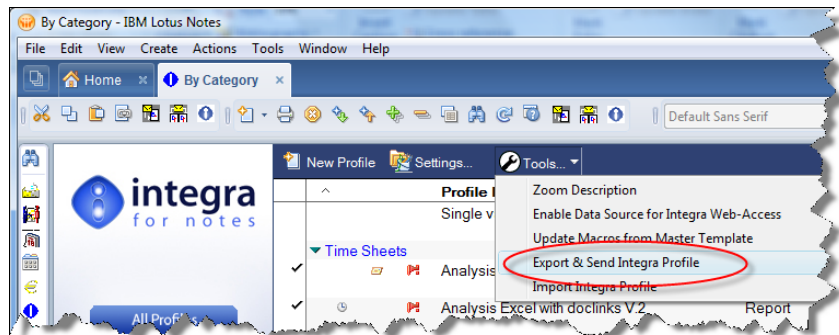 By Category - IBM Lotus Notes
File Edit View Create Actions Tools Window Help
Home By Category
Default Sans Serif
New Profile Settings... Tools...
integra
for notes
Profile
Single v
Zoom Description
Enable Data Source for Integra Web-Access
Update Macros from Master Template
Export & Send Integra Profile
Import Integra Profile
Time Sheets
Analysis
Analysis Excel with doclinks V.2 Report
All Profiles